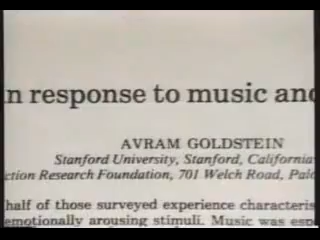 n response to music and
AVRAM GOLDSTEIN
Stanford University, Stanford, California
ction Research Foundation, 701 Welch Road, Palo
half of those surveyed experience characteris
emotionally arousing stimuli. Music was esp